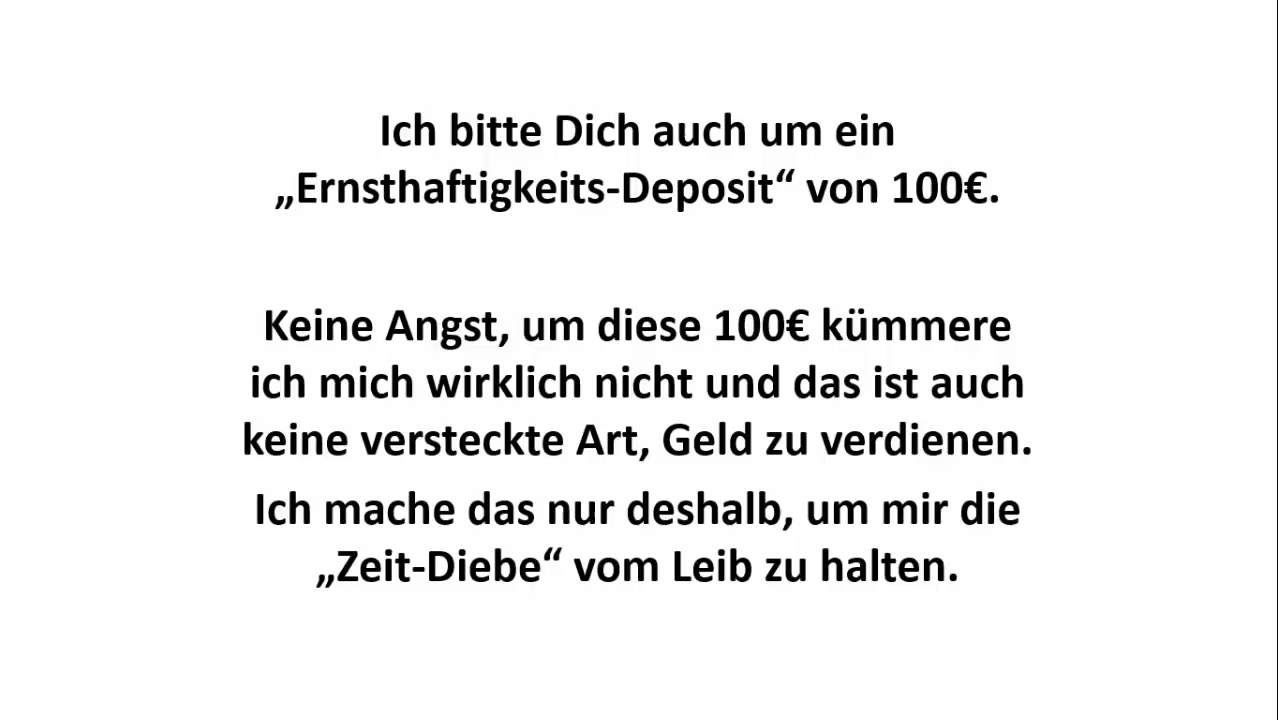 Ich bitte Dich auch um ein
„Ernsthaftigkeits-Deposit“ von 100€.
Keine Angst, um diese 100€ kümmere
ich mich wirklich nicht und das ist auch
keine versteckte Art, Geld zu verdienen.
Ich mache das nur deshalb, um mir die
„Zeit-Diebe“ vom Leib zu halten.